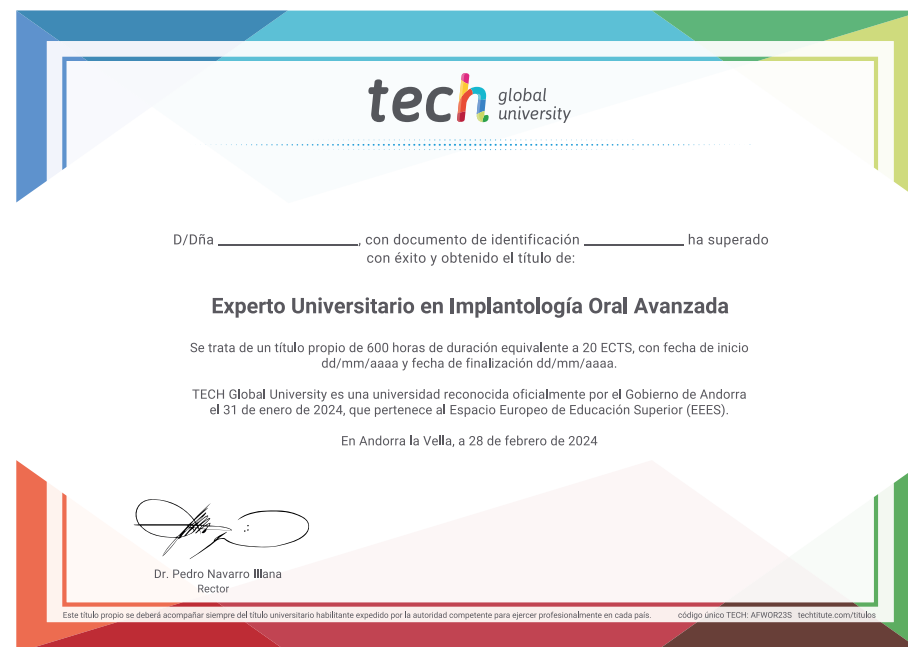 tech global university
D/Dña ____________________, con documento de identificación ______________ ha superado
con éxito y obtenido el título de:
Experto Universitario en Implantología Oral Avanzada
Se trata de un título propio de 600 horas de duración equivalente a 20 ECTS, con fecha de inicio
dd/mm/aaaa y fecha de finalización dd/mm/aaaa.
TECH Global University es una universidad reconocida oficialmente por el Gobierno de Andorra
el 31 de enero de 2024, que pertenece al Espacio Europeo de Educación Superior (EEES).
En Andorra la Vella, a 28 de febrero de 2024
Dr. Pedro Navarro Illana
Rector
Este título propio se deberá acompañar siempre del título universitario habilitante expedido por la autoridad competente para ejercer profesionalmente en cada país. código único TECH: AFWOR23S techtitute.com/titulos